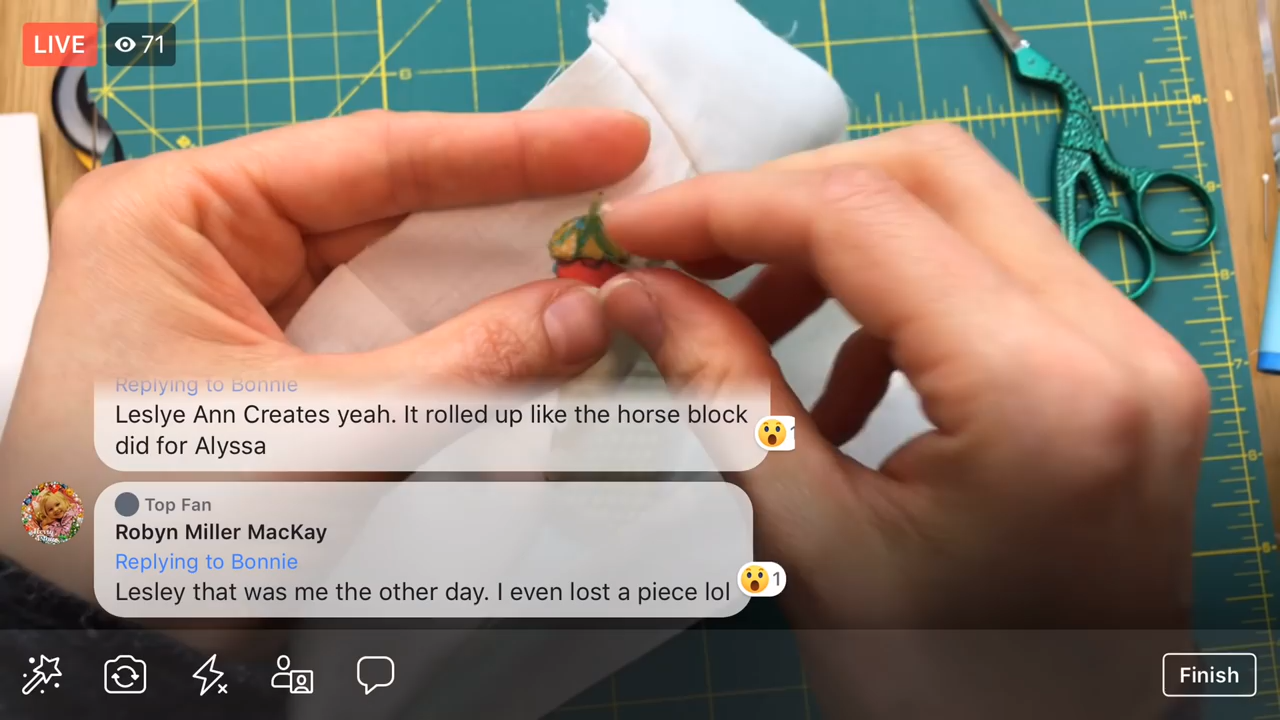 LIVE 71
Replying to Bonnie
Leslye Ann Creates yeah. It rolled up like the horse block
did for Alyssa
Top Fan
Robyn Miller MacKay
Replying to Bonnie
Lesley that was me the other day. I even lost a piece lol
1
Finish